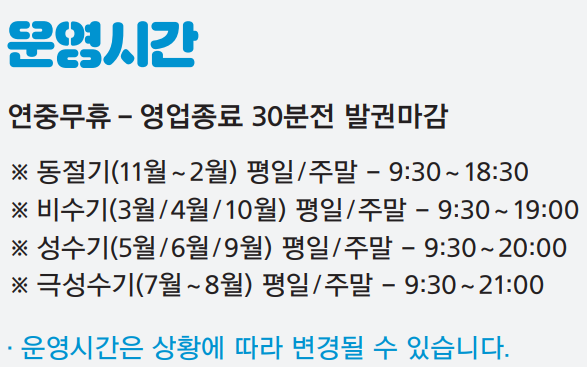 운영시간
연중무휴 – 영업종료 30분전 발권마감
※ 동절기(11월~2월) 평일/주말 – 9:30~18:30
※ 비수기(3월/4월/10월) 평일/주말 – 9:30~19:00
※ 성수기(5월/6월/9월) 평일/주말 – 9:30~20:00
※ 극성수기(7월~8월) 평일/주말 – 9:30~21:00
· 운영시간은 상황에 따라 변경될 수 있습니다.